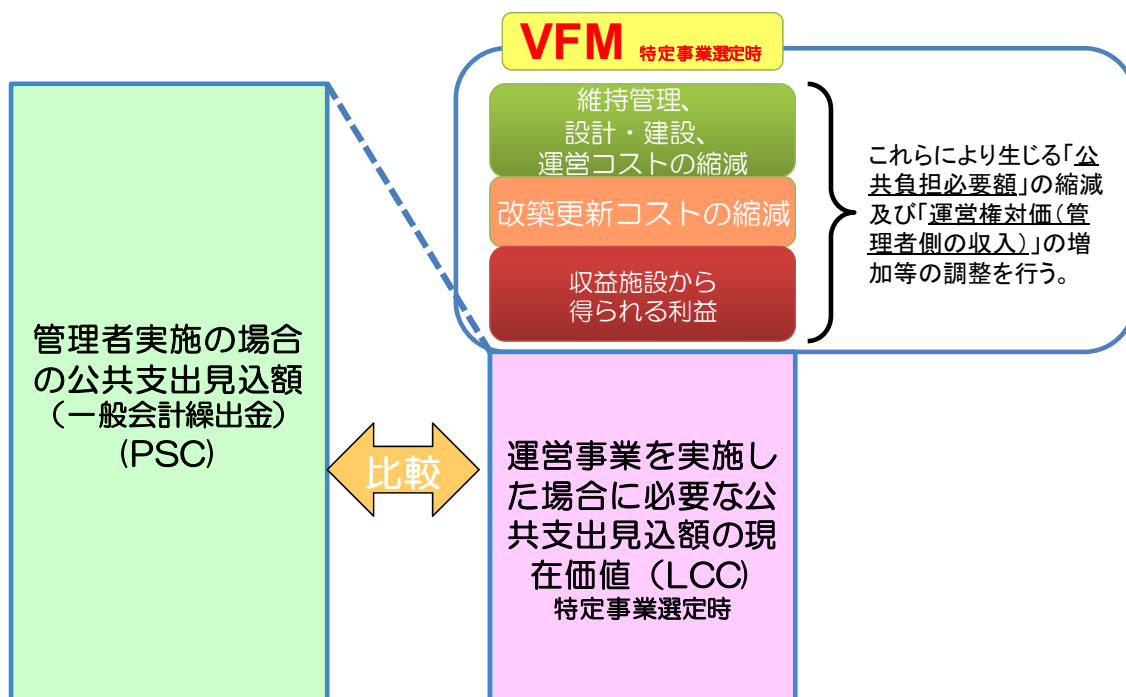 VFM 特定事業選定時
維持管理、
設計・建設、
運営コストの縮減
改築更新コストの縮減
収益施設から
得られる利益
これらにより生じる「公
共負担必要額」の縮減
及び「運営権対価(管
理者側の収入)」の増
加等の調整を行う。
管理者実施の場合
の公共支出見込額
(一般会計繰出金)
(PSC)
比較
運営事業を実施し
た場合に必要な公
共支出見込額の現
在価値(LCC)
特定事業選定時